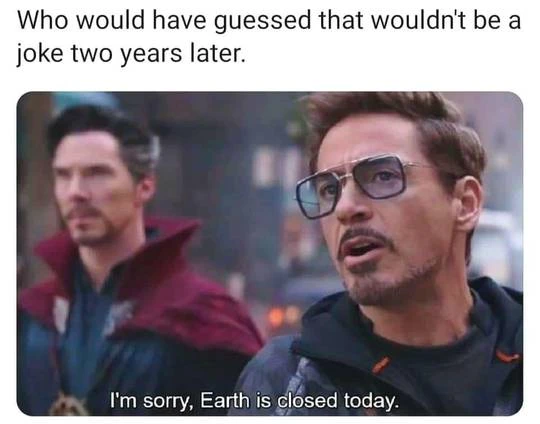 Who would have guessed that wouldn't be a
joke two years later.
I'm sorry, Earth is closed today.